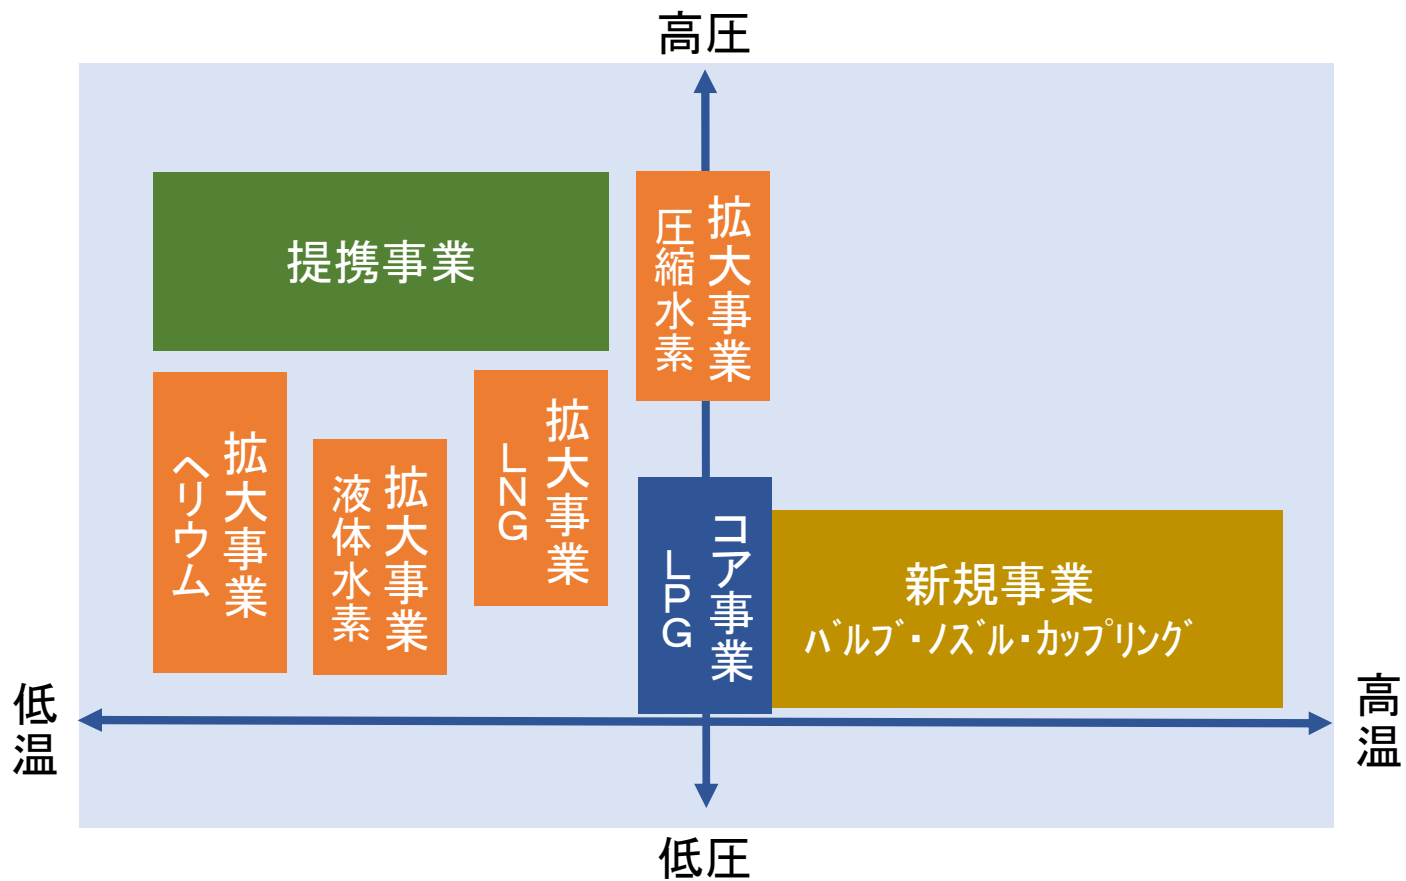 高圧
提携事業
拡大事業
圧縮水素
拡大事業
ヘリウム
拡大事業
液体水素
拡大事業
ＬＮＧ
コア事業
ＬＰＧ
新規事業
ﾊﾞﾙﾌﾞ・ﾉｽﾞﾙ・ｶｯﾌﾟﾘﾝｸﾞ
低温
高温
低圧